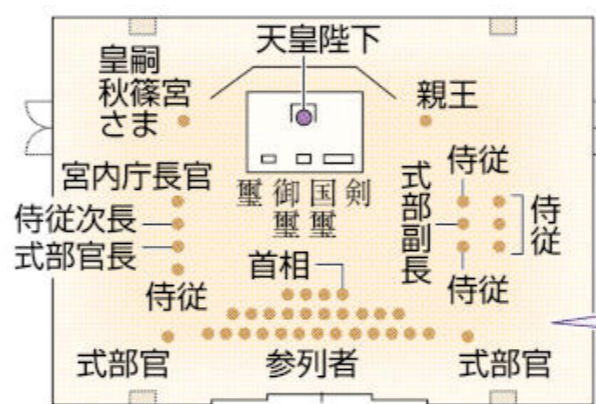 天皇陛下
皇嗣
秋篠宮
さま
親王
宮内庁長官
侍従次長
式部官長
侍従
璽
御璽
国璽
剣
式部副長
侍従
侍従
侍従
首相
式部官
参列者
式部官